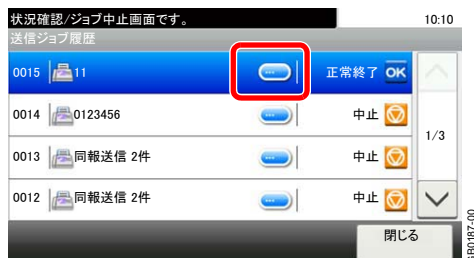 状況確認/ジョブ中止画面です。 10:10
送信ジョブ履歴
0015 11 正常終了 OK
0014 0123456 中止
0013 同報送信 2件 中止
1/3
0012 同報送信 2件 中止
閉じる